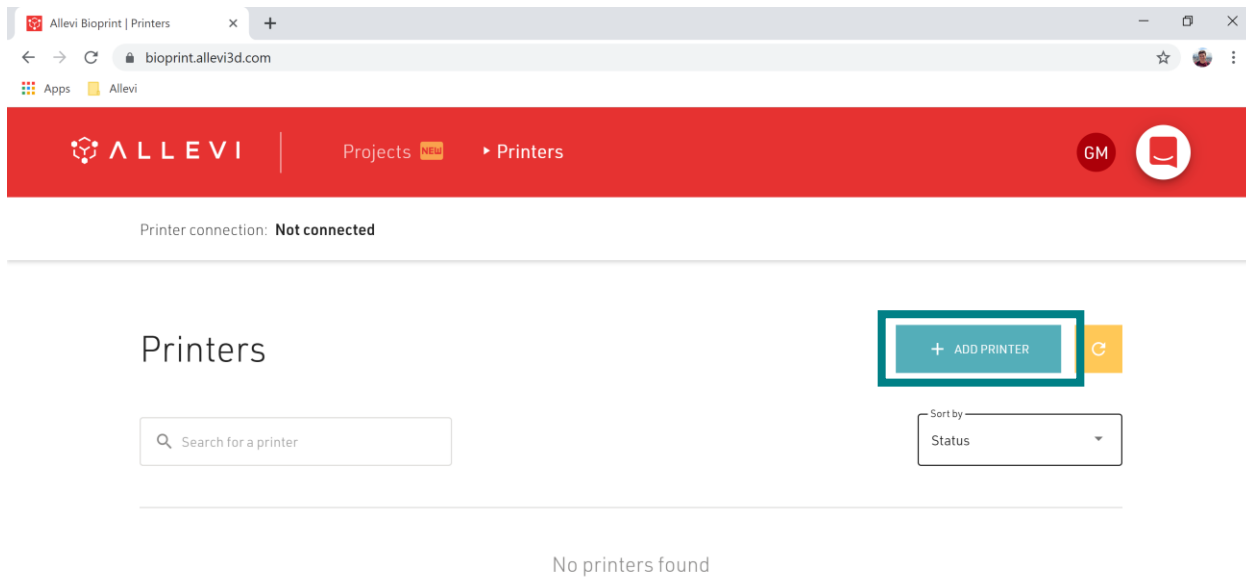 Allevi Bioprint | Printers
bioprint.allevi3d.com
Apps Allevi
ALLEVI Projects NEW Printers GM
Printer connection: Not connected
Printers + ADD PRINTER
Sort by
Search for a printer Status
No printers found